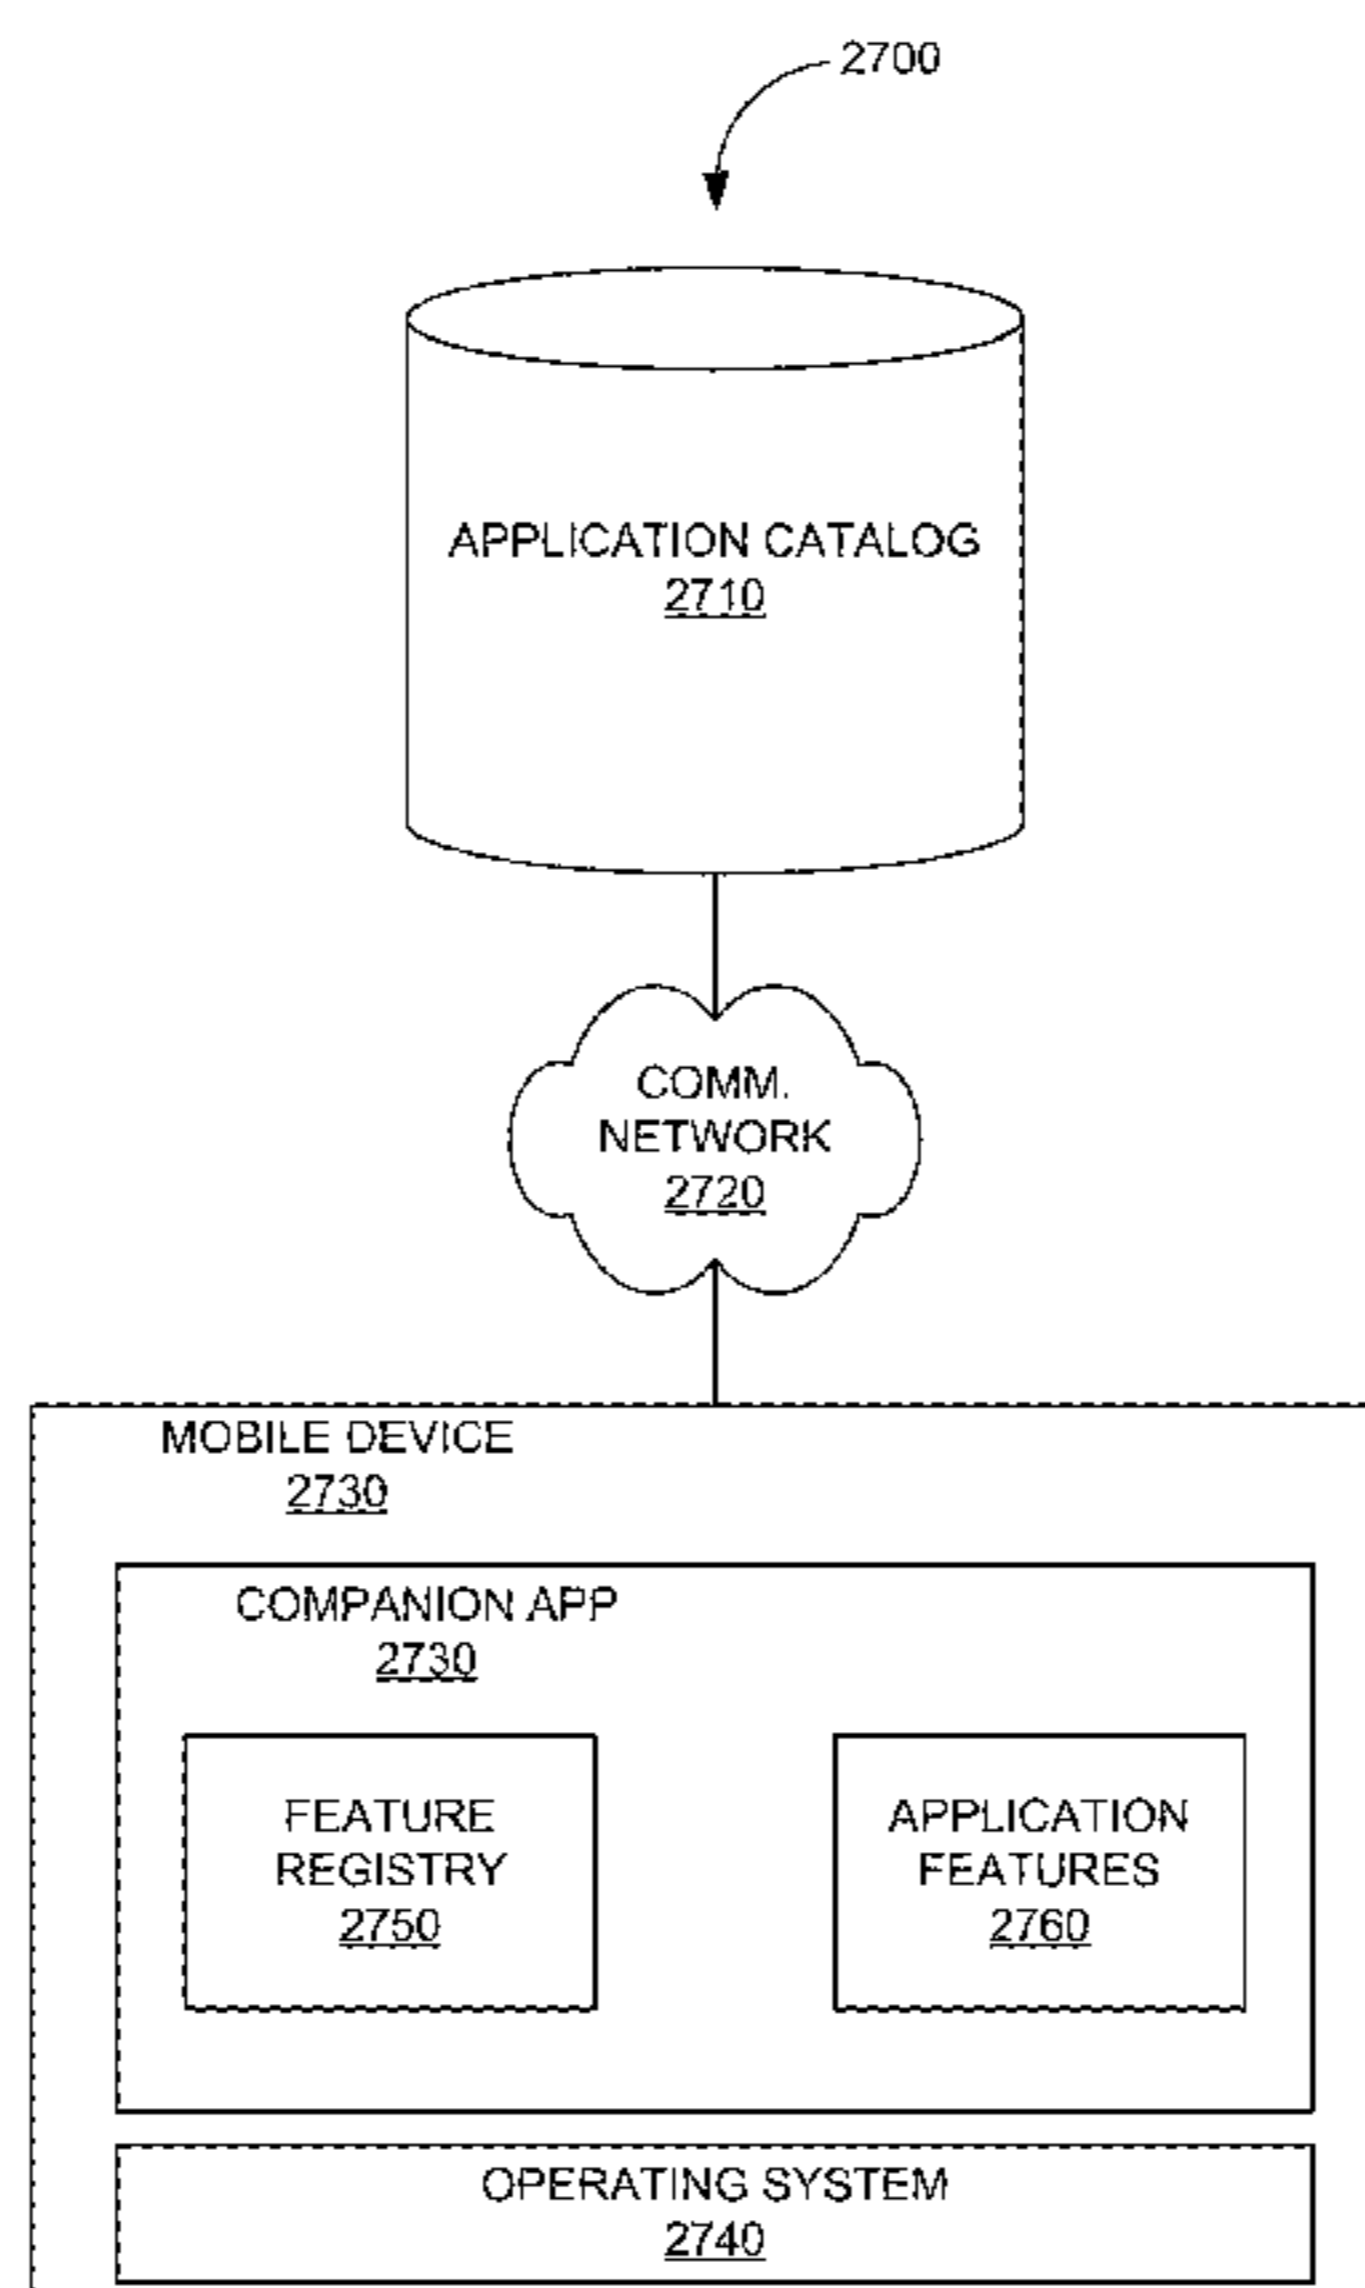 2700
APPLICATION CATALOG
2710
COMM.
NETWORK
2720
MOBILE DEVICE
2730
COMPANION APP
2730
FEATURE
REGISTRY
2750
APPLICATION
FEATURES
2760
OPERATING SYSTEM
2740